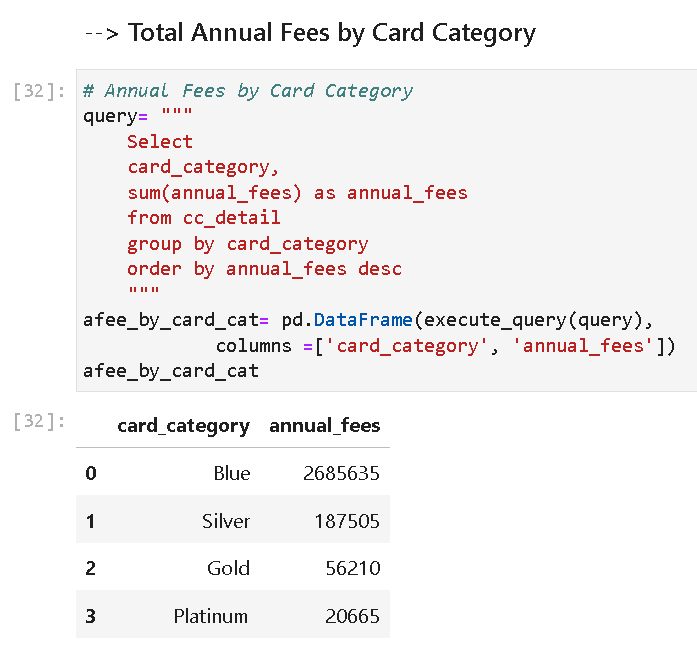 --> Total Annual Fees by Card Category
[32]: # Annual Fees by Card Category
query= """
Select
card_category,
sum(annual_fees) as annual_fees
from cc_detail
group by card_category
order by annual_fees desc
"""
afee_by_card_cat= pd.DataFrame(execute_query(query),
columns =['card_category', 'annual_fees'])
afee_by_card_cat
[32]: card_category annual_fees
0 Blue 2685635
1 Silver 187505
2 Gold 56210
3 Platinum 20665